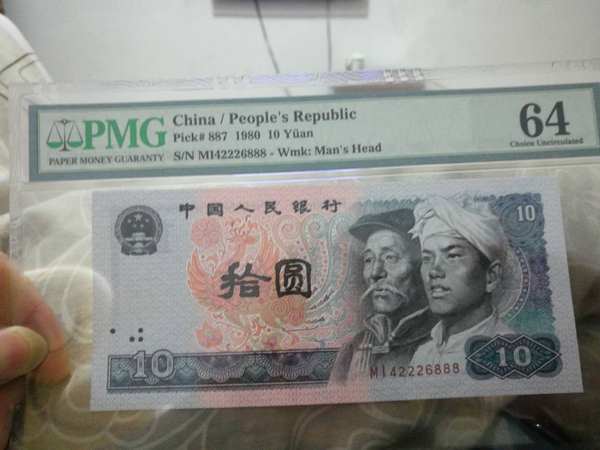 PMG
PAPER MONEY GUARANTY
China / People's Republic
Pick# 887 1980 10 Yüan
S/N MI42226888 - Wmk: Man's Head
64
Choice Uncirculated
中国人民银行
10
拾圆
10
10
MI42226888